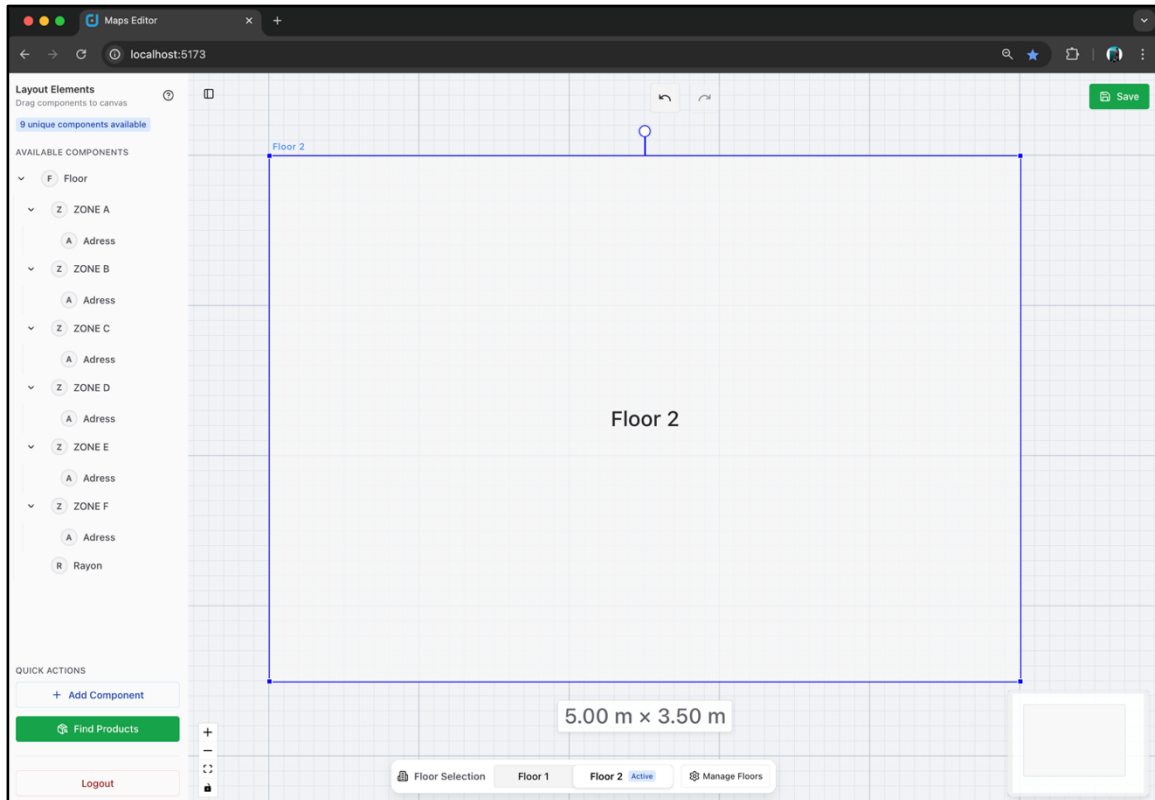 Maps Editor
localhost:5173
Layout Elements
Drag components to canvas
9 unique components available
AVAILABLE COMPONENTS
F Floor
Z ZONE A
A Adress
Z ZONE B
A Adress
Z ZONE C
A Adress
Z ZONE D
A Adress
Z ZONE E
A Adress
Z ZONE F
A Adress
R Rayon
QUICK ACTIONS
+ Add Component
Find Products
Logout
Save
Floor 2
Floor 2
5.00 m × 3.50 m
Floor Selection Floor 1 Floor 2 Active Manage Floors